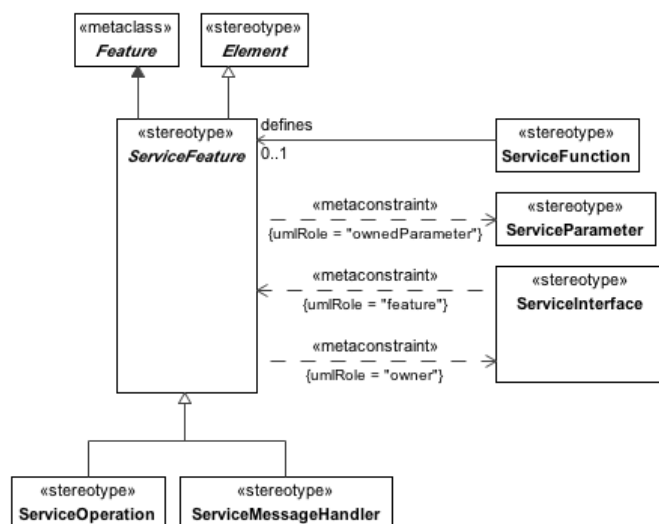 «metaclass»
Feature
«stereotype»
Element
«stereotype»
ServiceFeature
defines
0..1
«stereotype»
ServiceFunction
«metaconstraint»
{umlRole = "ownedParameter"}
«stereotype»
ServiceParameter
«metaconstraint»
{umlRole = "feature"}
«stereotype»
ServiceInterface
«metaconstraint»
{umlRole = "owner"}
«stereotype»
ServiceOperation
«stereotype»
ServiceMessageHandler